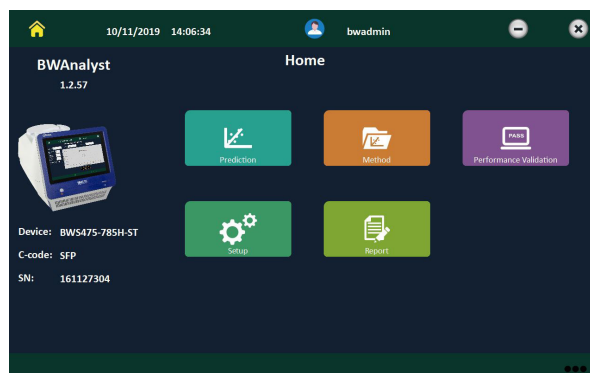 10/11/2019 14:06:34 bwadmin
BWAnalyst
1.2.57
Home
Prediction
Method
PASS
Performance Validation
Setup
Report
Device: BWS475-785H-ST
C-code: SFP
SN: 161127304